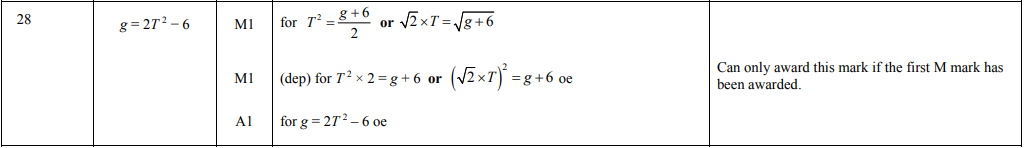 28 g = 2T² – 6 M1 for T² = (g + 6)/2 or √2 × T = √(g + 6)
M1 (dep) for T² × 2 = g + 6 or (√2 × T)² = g + 6 oe Can only award this mark if the first M mark has
been awarded.
A1 for g = 2T² – 6 oe